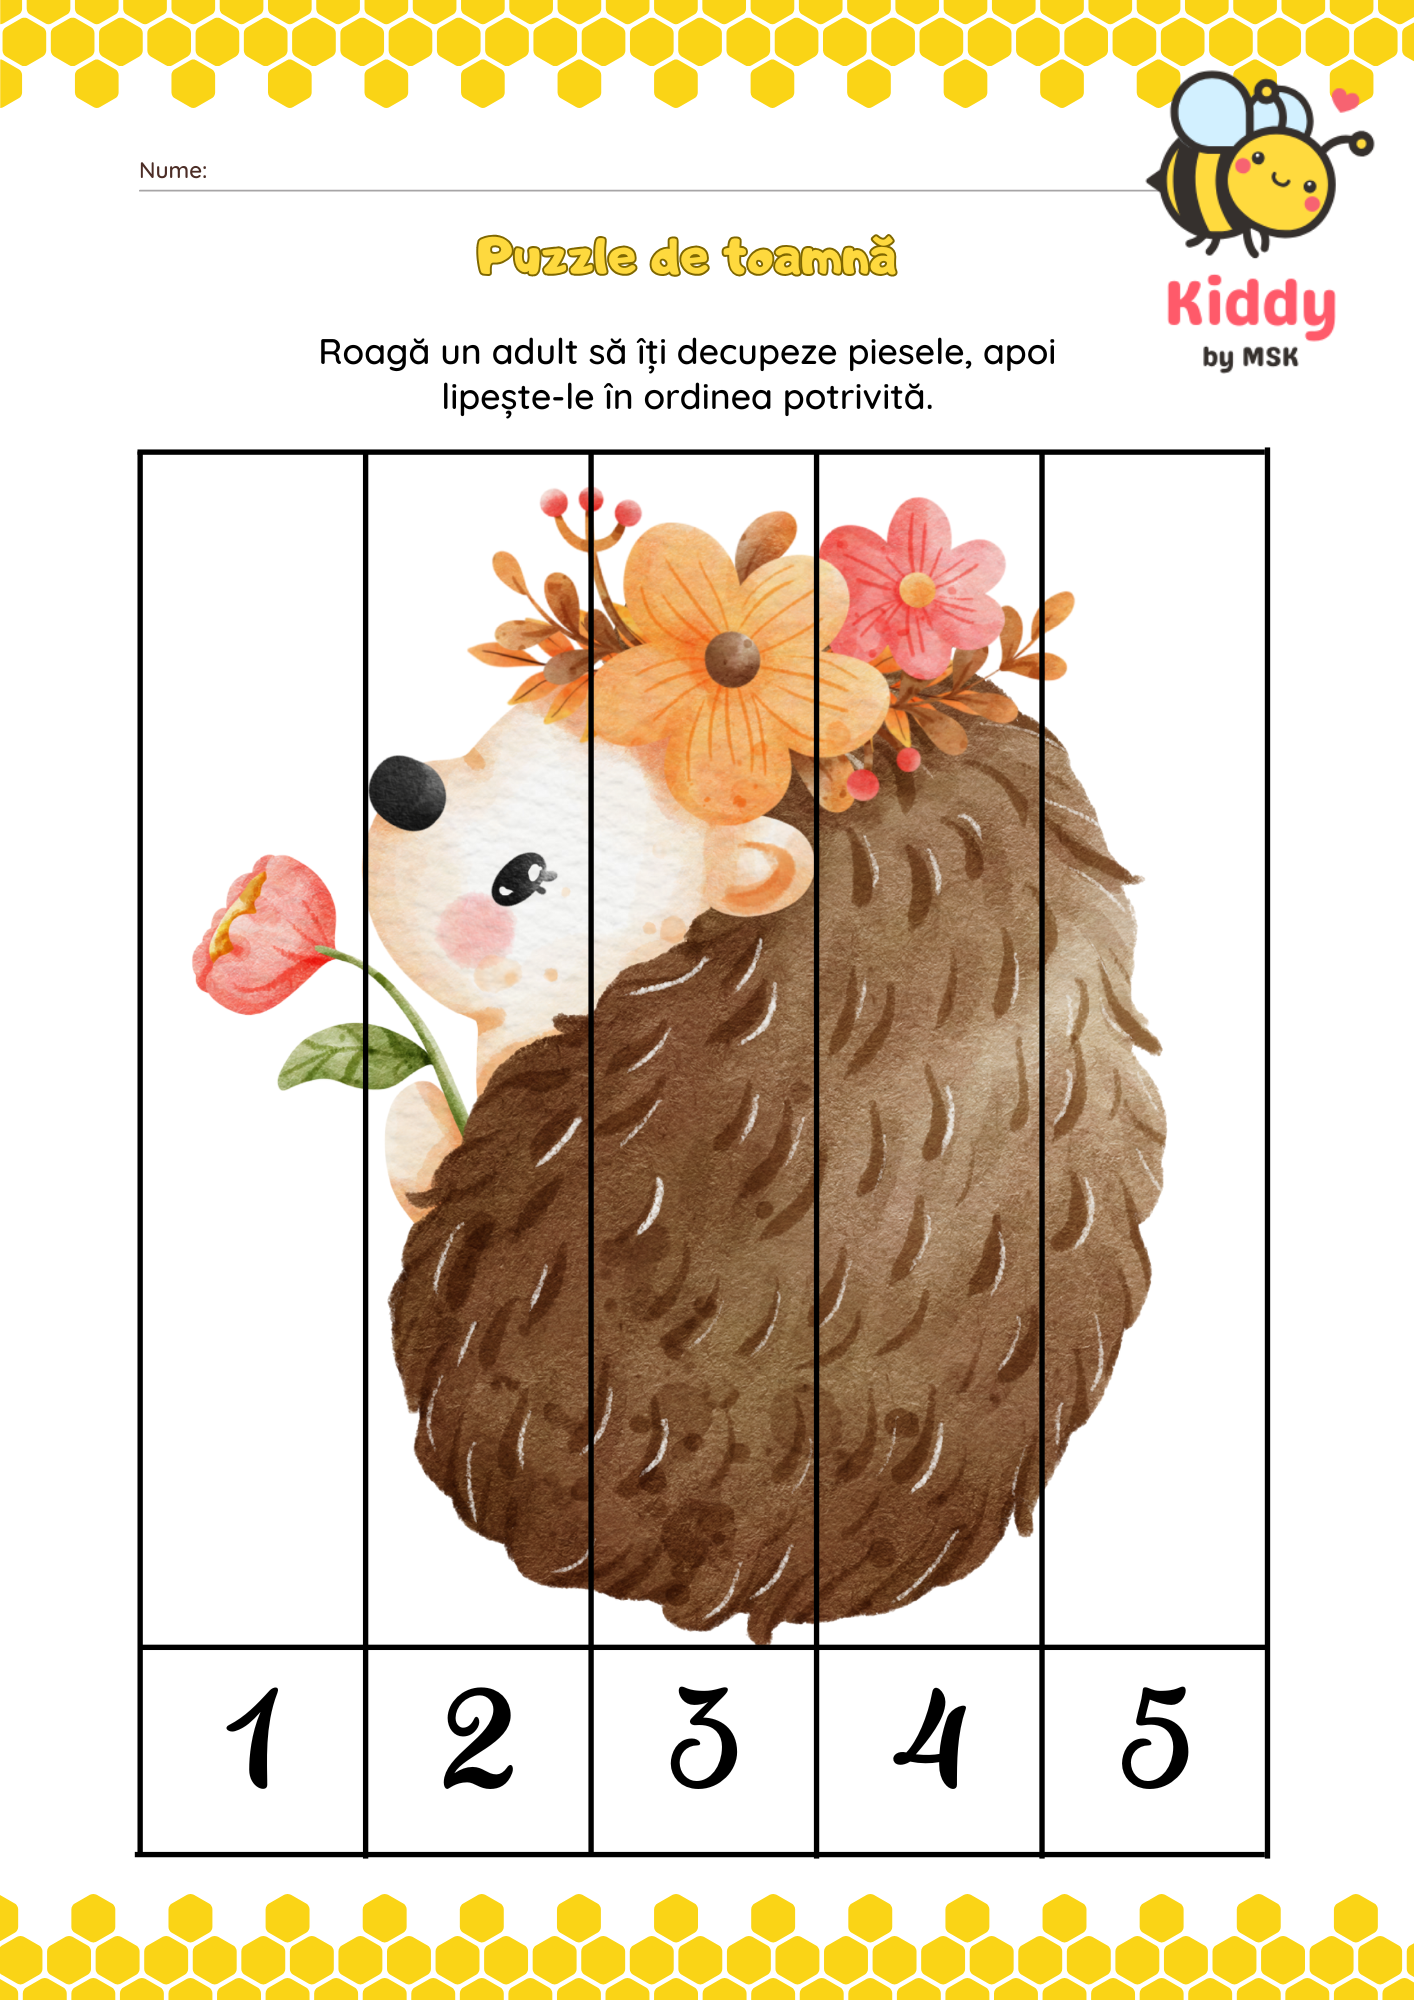 Nume:
Puzzle de toamnă
Kiddy
by MSK
Roagă un adult să îți decupeze piesele, apoi
lipește-le în ordinea potrivită.
1 2 3 4 5